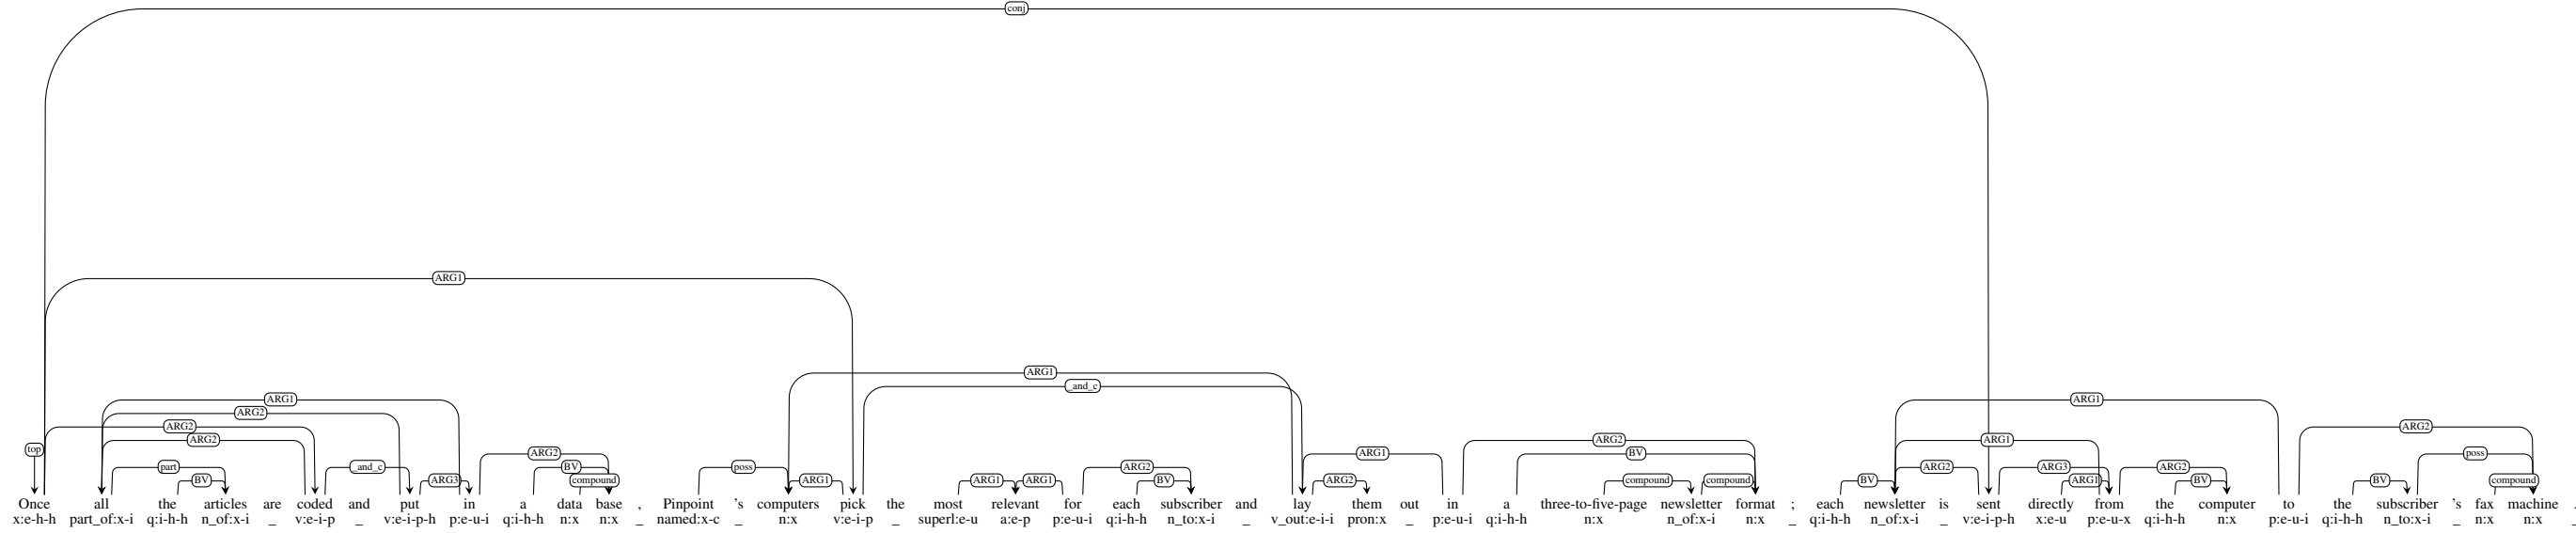 conj
ARG1
ARG1
_and_c
ARG1 ARG1
ARG2
ARG2 ARG2
ARG2 ARG2 ARG1
top ARG2 ARG1 BV poss
part _and_c BV poss ARG2 ARG2 ARG3 ARG2
BV ARG3 compound ARG1 ARG1 ARG1 BV ARG2 compound compound BV ARG1 BV BV compound
Once all the articles are coded and put in a data base , Pinpoint 's computers pick the most relevant for each subscriber and lay them out in a three-to-five-page newsletter format ; each newsletter is sent directly from the computer to the subscriber 's fax machine
x:e-h-h part_of:x-i q:i-h-h n_of:x-i _ v:e-i-p _ v:e-i-p-h p:e-u-i q:i-h-h n:x n:x _ named:x-c _ n:x v:e-i-p _ superl:e-u a:e-p p:e-u-i q:i-h-h n_to:x-i _ v_out:e-i-i pron:x _ p:e-u-i q:i-h-h n:x n_of:x-i n:x _ q:i-h-h n_of:x-i _ v:e-i-p-h x:e-u p:e-u-x q:i-h-h n:x p:e-u-i q:i-h-h n_to:x-i _ n:x n:x